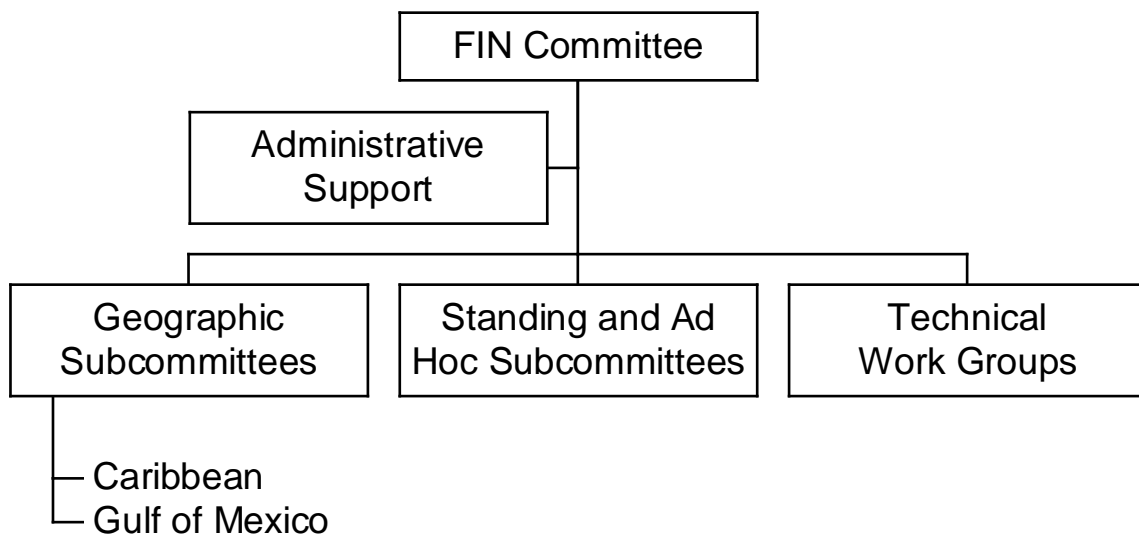 FIN Committee
Administrative
Support
Geographic
Subcommittees
Standing and Ad
Hoc Subcommittees
Technical
Work Groups
Caribbean
Gulf of Mexico